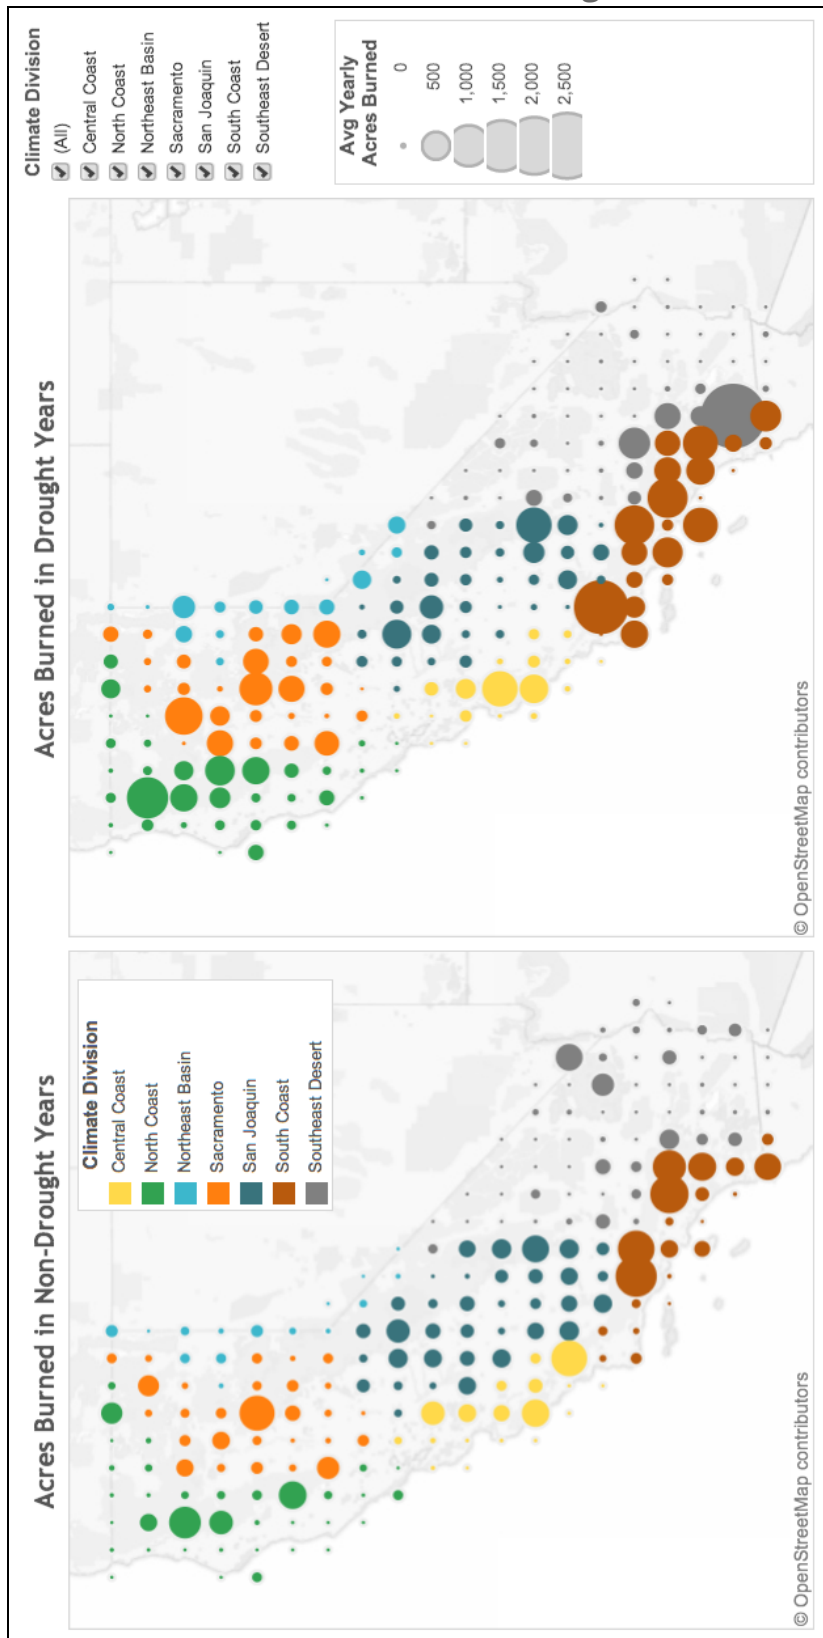 Acres Burned in Non-Drought Years
Climate Division
Central Coast
North Coast
Northeast Basin
Sacramento
San Joaquin
South Coast
Southeast Desert
© OpenStreetMap contributors
Acres Burned in Drought Years
© OpenStreetMap contributors
Climate Division
(All)
Central Coast
North Coast
Northeast Basin
Sacramento
San Joaquin
South Coast
Southeast Desert
Avg Yearly
Acres Burned
0
500
1,000
1,500
2,000
2,500